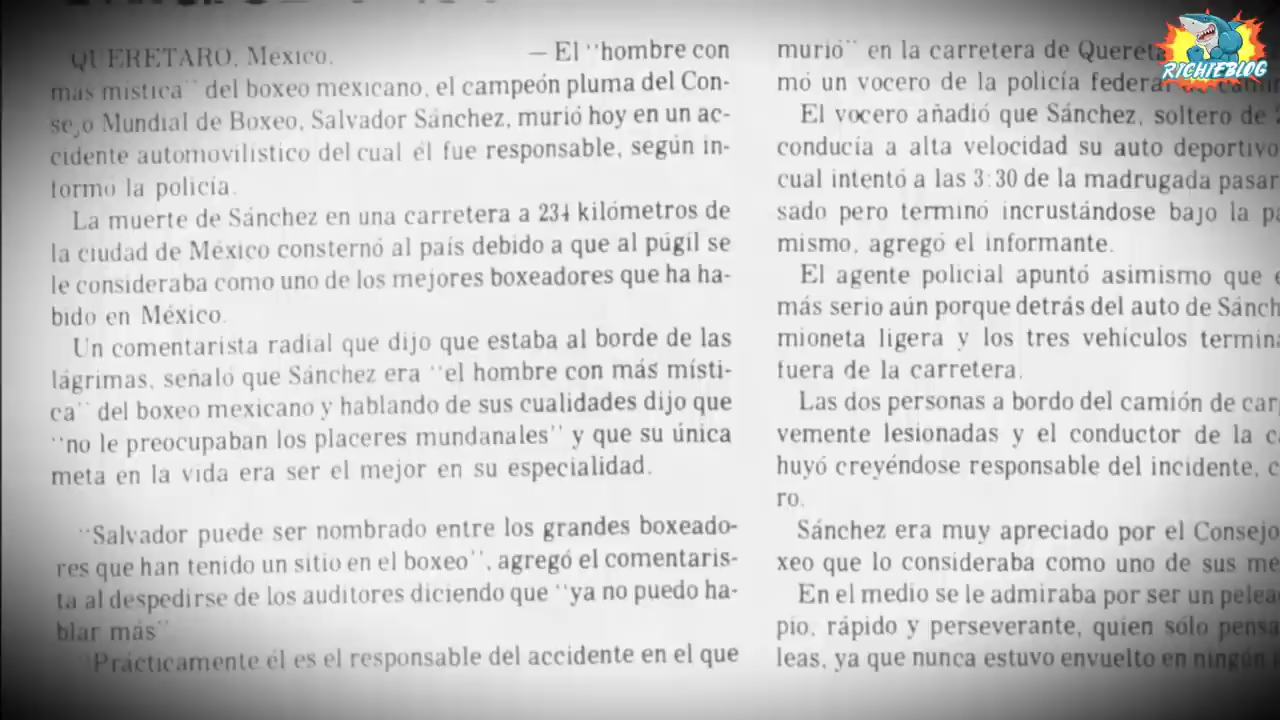 QUERETARO, Mexico. — El "hombre con
mas mistica" del boxeo mexicano, el campeón pluma del Con-
sejo Mundial de Boxeo, Salvador Sánchez, murió hoy en un ac-
cidente automovilistico del cual él fue responsable, según in-
formo la policía.
La muerte de Sánchez en una carretera a 234 kilómetros de
la ciudad de México consternó al país debido a que al púgil se
le consideraba como uno de los mejores boxeadores que ha ha-
bido en México.
Un comentarista radial que dijo que estaba al borde de las
lágrimas, señaló que Sánchez era "el hombre con más místi-
ca" del boxeo mexicano y hablando de sus cualidades dijo que
"no le preocupaban los placeres mundanales" y que su única
meta en la vida era ser el mejor en su especialidad.
"Salvador puede ser nombrado entre los grandes boxeado-
res que han tenido un sitio en el boxeo", agregó el comentaris-
ta al despedirse de los auditores diciendo que "ya no puedo ha-
blar más"
"Prácticamente él es el responsable del accidente en el que
murió" en la carretera de
mó un vocero de la policía
El vocero añadió que Sánchez, soltero de
conducía a alta velocidad su auto deportivo
cual intentó a las 3:30 de la madrugada pasar
sado pero terminó incrustándose bajo la
mismo, agregó el informante.
El agente policial apuntó asimismo que
más serio aún porque detrás del auto de
mioneta ligera y los tres vehículos
fuera de la carretera.
Las dos personas a bordo del camión de
vemente lesionadas y el conductor de la
huyó creyéndose responsable del incidente,
ro.
Sánchez era muy apreciado por el Consejo
xeo que lo consideraba como uno de sus
En el medio se le admiraba por ser un
pio, rápido y perseverante, quien sólo
leas, ya que nunca estuvo envuelto en
RICHIEBLOG